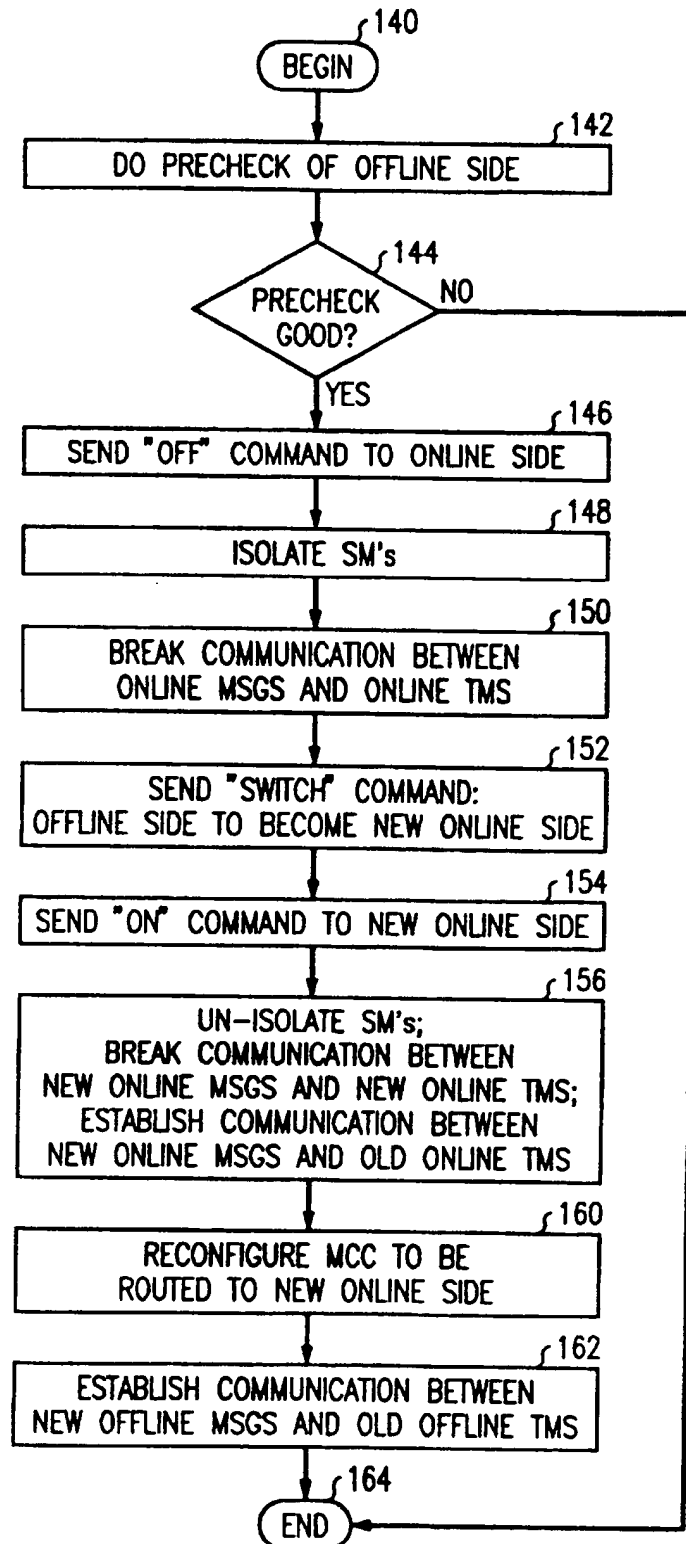 140
BEGIN
142
DO PRECHECK OF OFFLINE SIDE
144
PRECHECK
GOOD?
NO
YES
146
SEND "OFF" COMMAND TO ONLINE SIDE
148
ISOLATE SM's
150
BREAK COMMUNICATION BETWEEN
ONLINE MSGS AND ONLINE TMS
152
SEND "SWITCH" COMMAND:
OFFLINE SIDE TO BECOME NEW ONLINE SIDE
154
SEND "ON" COMMAND TO NEW ONLINE SIDE
156
UN-ISOLATE SM's;
BREAK COMMUNICATION BETWEEN
NEW ONLINE MSGS AND NEW ONLINE TMS;
ESTABLISH COMMUNICATION BETWEEN
NEW ONLINE MSGS AND OLD ONLINE TMS
160
RECONFIGURE MCC TO BE
ROUTED TO NEW ONLINE SIDE
162
ESTABLISH COMMUNICATION BETWEEN
NEW OFFLINE MSGS AND OLD OFFLINE TMS
164
END